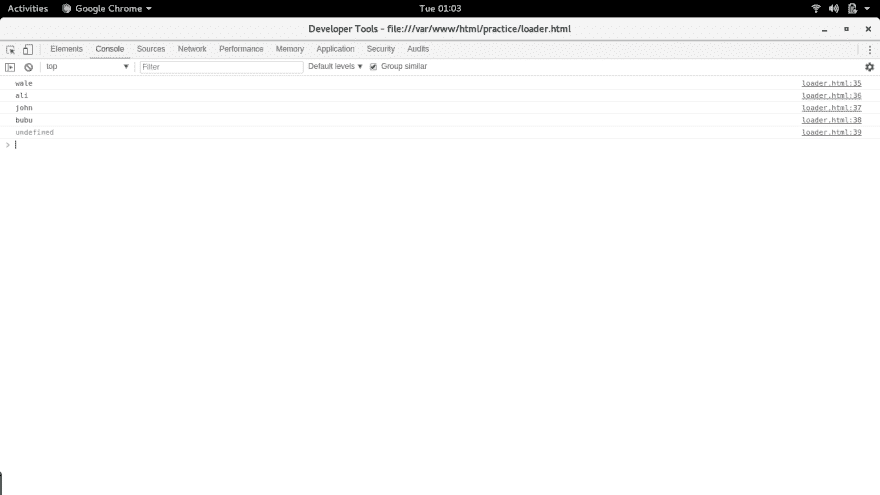 Activities Google Chrome Tue 01:03
Developer Tools - file:///var/www/html/practice/loader.html
Elements Console Sources Network Performance Memory Application Security Audits
top Filter Default levels Group similar
wale loader.html:35
ali loader.html:36
john loader.html:37
bubu loader.html:38
undefined loader.html:39
>